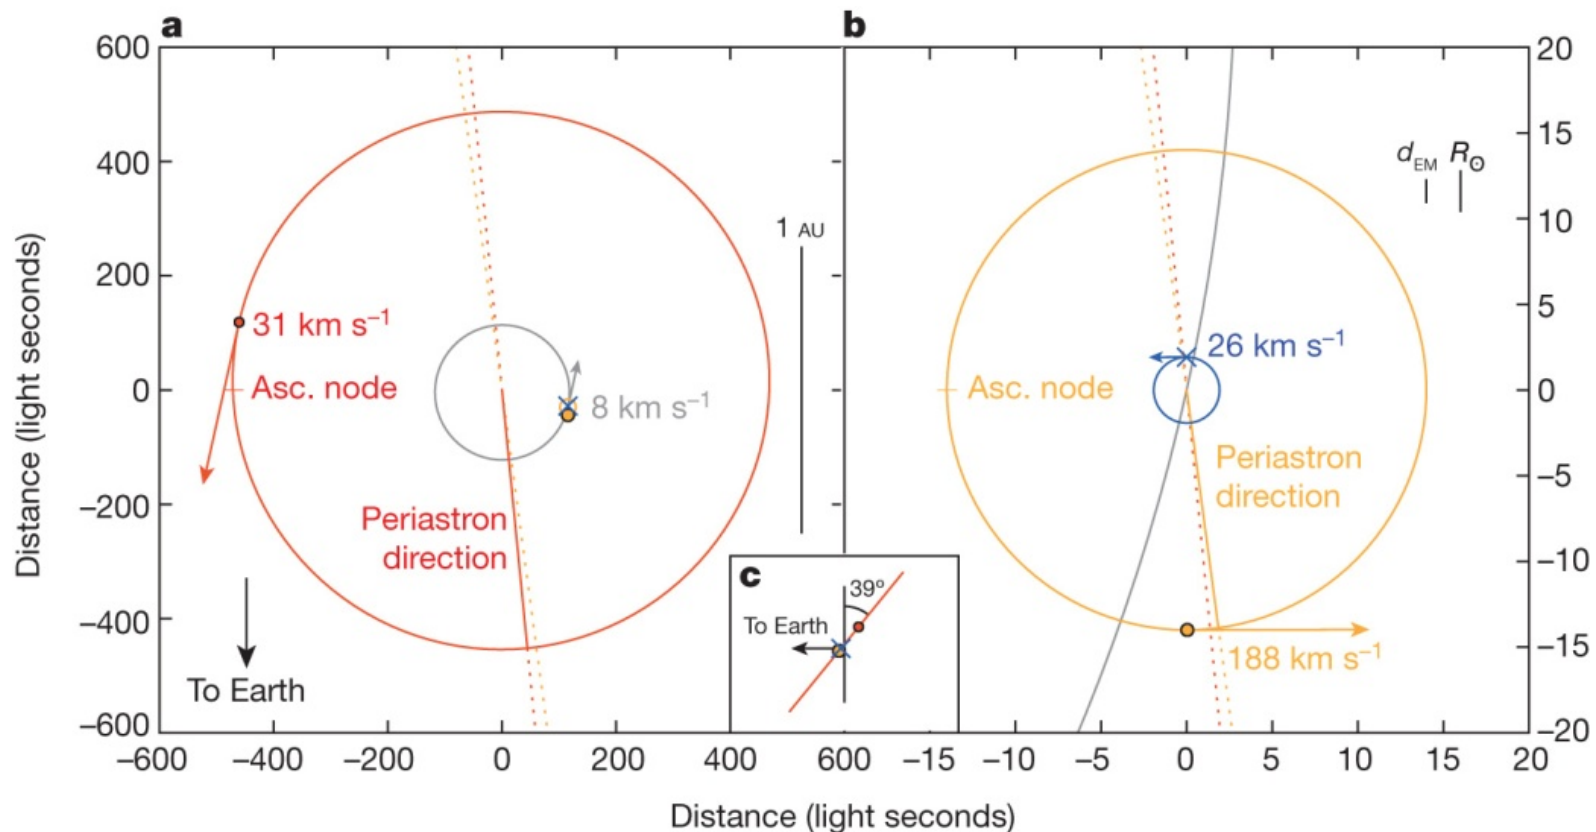 a
b
600
400
200
0
–200
–400
–600
Distance (light seconds)
31 km s–1
Asc. node
8 km s–1
Periastron
direction
To Earth
1 AU
–600
–400
–200
0
200
400
600
c
39º
To Earth
dEM
R⊙
26 km s–1
Asc. node
Periastron
direction
188 km s–1
20
15
10
5
0
–5
–10
–15
–20
–15
–10
–5
0
5
10
15
20
Distance (light seconds)